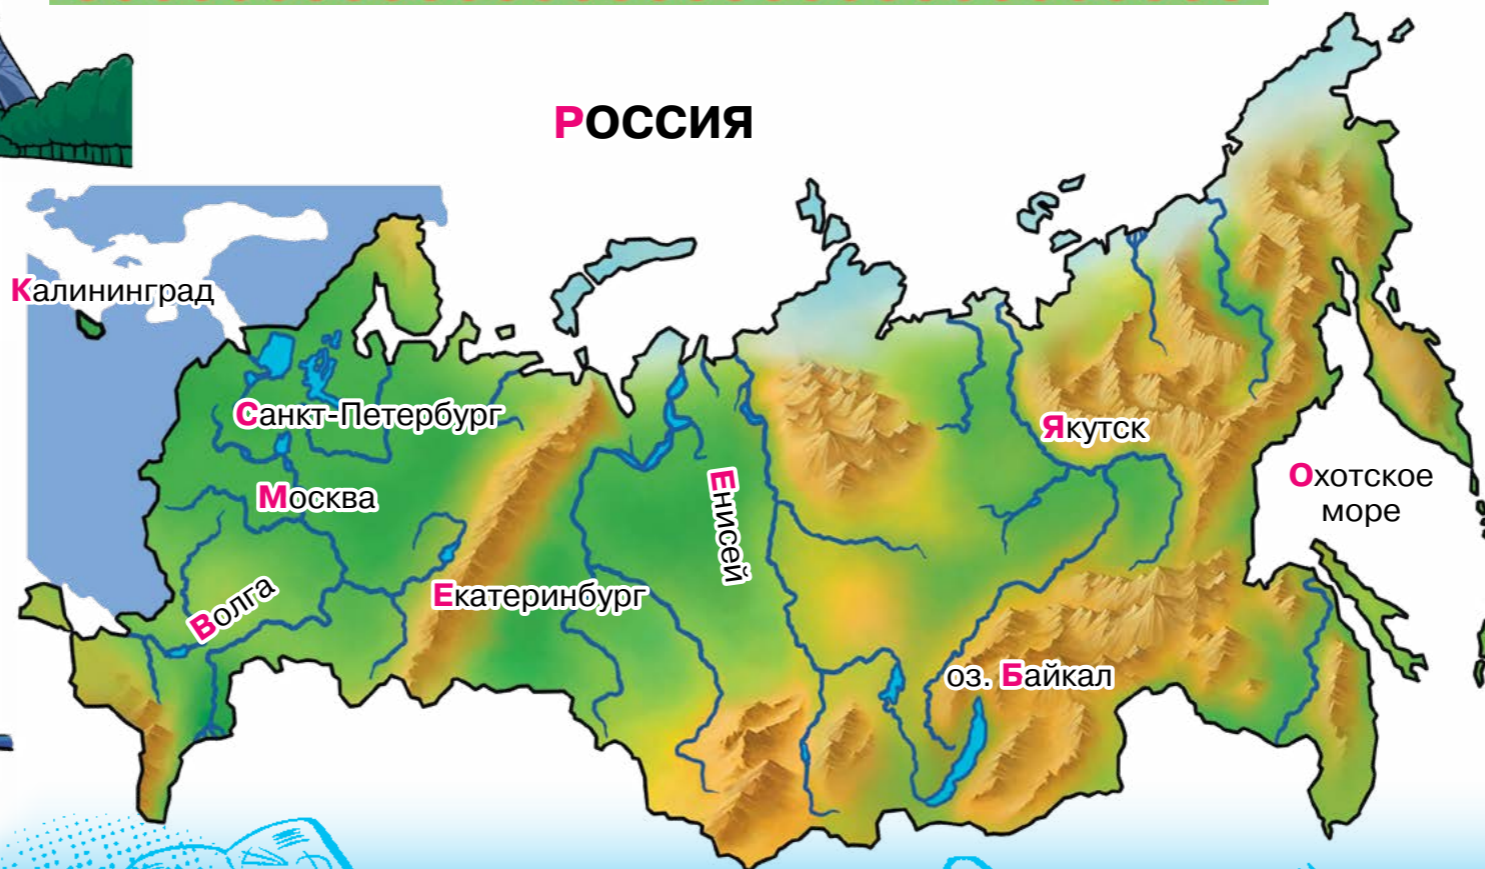 РОССИЯ
Калининград
Санкт-Петербург
Якутск
Москва
Енисей
Охотское
море
Волга
Екатеринбург
оз. Байкал